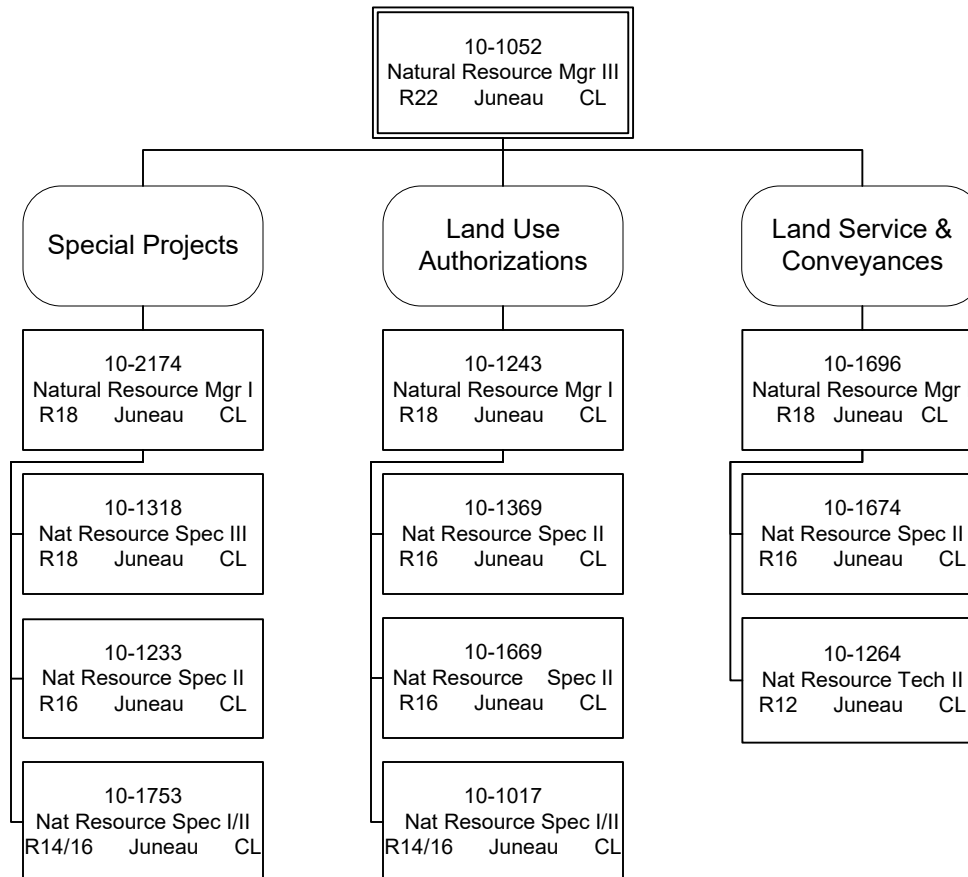 10-1052
Natural Resource Mgr III
R22 Juneau CL
Special Projects
10-2174
Natural Resource Mgr I
R18 Juneau CL
10-1318
Nat Resource Spec III
R18 Juneau CL
10-1233
Nat Resource Spec II
R16 Juneau CL
10-1753
Nat Resource Spec I/II
R14/16 Juneau CL
Land Use
Authorizations
10-1243
Natural Resource Mgr I
R18 Juneau CL
10-1369
Nat Resource Spec II
R16 Juneau CL
10-1669
Nat Resource Spec II
R16 Juneau CL
10-1017
Nat Resource Spec I/II
R14/16 Juneau CL
Land Service &
Conveyances
10-1696
Natural Resource Mgr
R18 Juneau CL
10-1674
Nat Resource Spec II
R16 Juneau CL
10-1264
Nat Resource Tech II
R12 Juneau CL